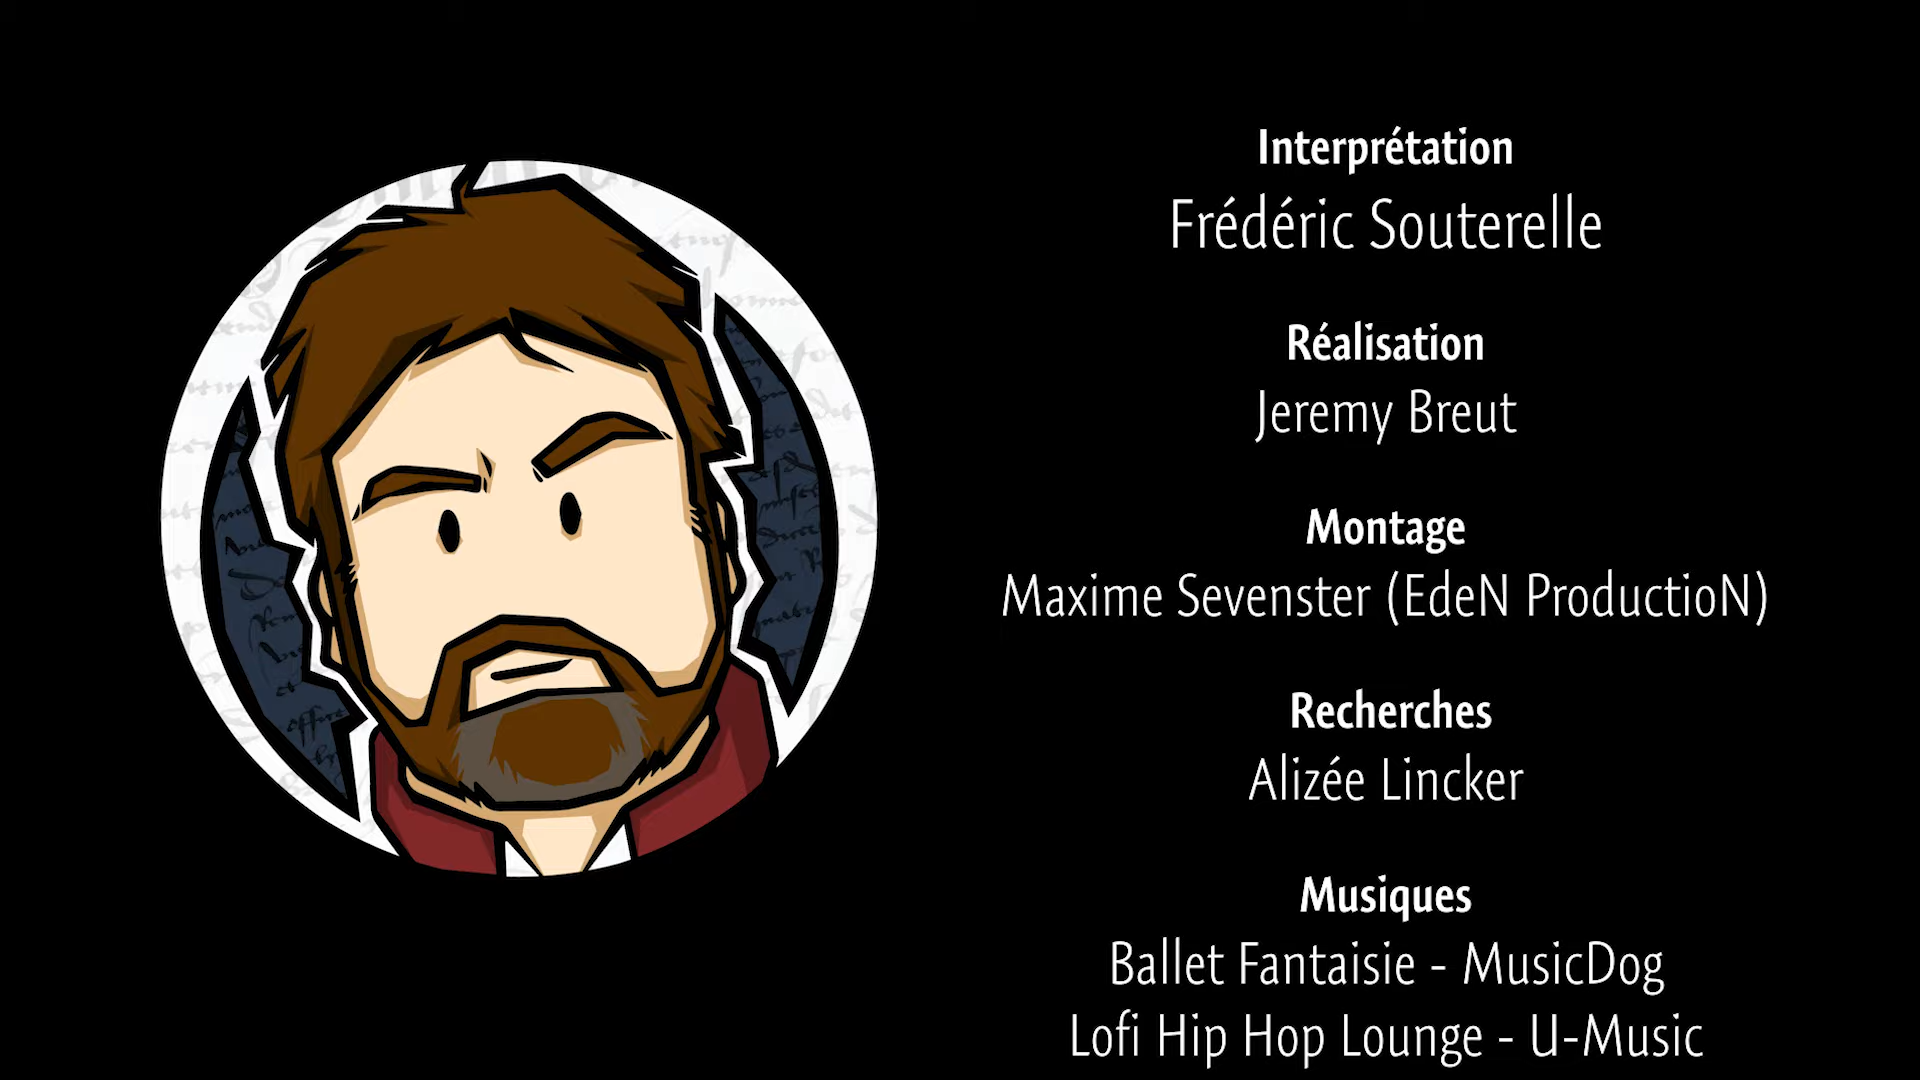 Interprétation
Frédéric Souterelle
Réalisation
Jeremy Breut
Montage
Maxime Sevenster (EdeN ProductioN)
Recherches
Alizée Lincker
Musiques
Ballet Fantaisie - MusicDog
Lofi Hip Hop Lounge - U-Music